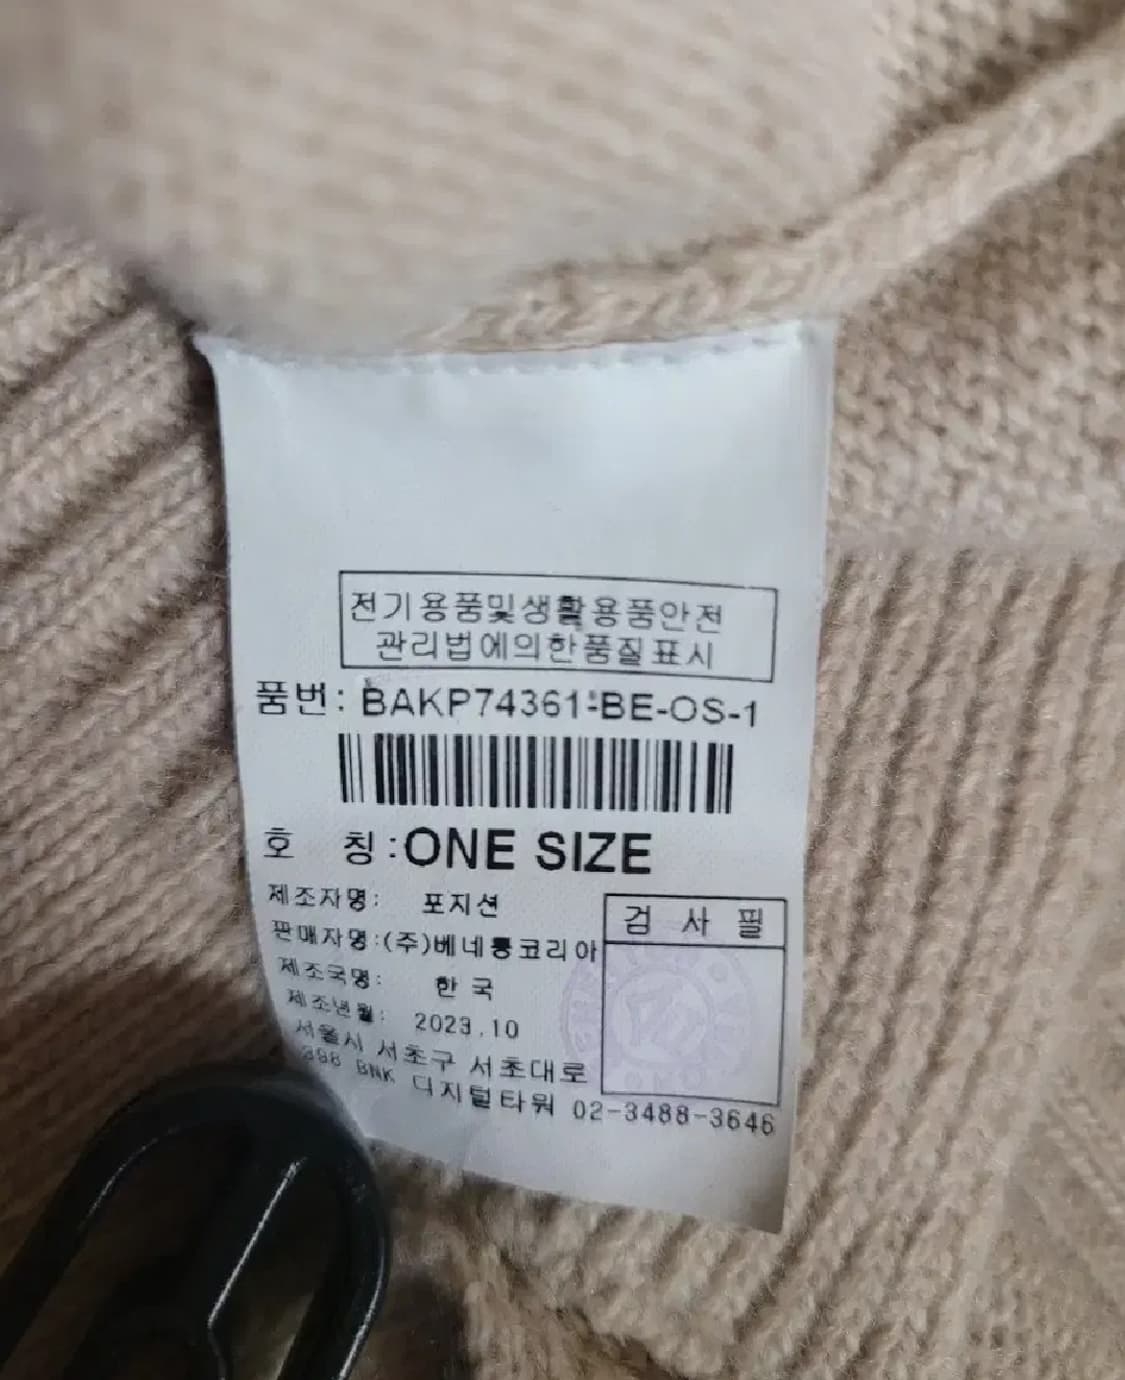 전기용품및생활용품안전
관리법에의한품질표시
품번: BAKP74361-BE-OS-1
호 칭:ONE SIZE
제조자명: 포지션
판매자명:(주)베네통코리아
제조국명: 한국
제조년월: 2023.10
서울시 서초구 서초대로
398 BNK 디지털타워 02-3488-3646
검 사 필